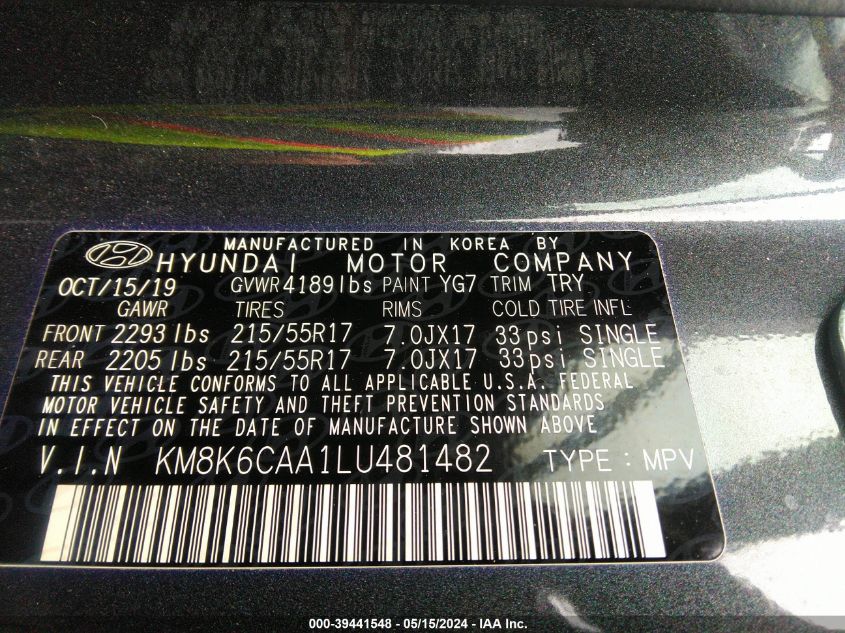 MANUFACTURED IN KOREA BY
HYUNDAI MOTOR COMPANY
OCT/15/19 GVWR 4189 lbs PAINT YG7 TRIM TRY
GAWR TIRES RIMS COLD TIRE INFL
FRONT 2293 lbs 215/55R17 7.0JX17 33psi SINGLE
REAR 2205 lbs 215/55R17 7.0JX17 33psi SINGLE
THIS VEHICLE CONFORMS TO ALL APPLICABLE U.S.A. FEDERAL
MOTOR VEHICLE SAFETY AND THEFT PREVENTION STANDARDS
IN EFFECT ON THE DATE OF MANUFACTURE SHOWN ABOVE
V.I.N KM8K6CAA1LU481482 TYPE : MPV
000-39441548 - 05/15/2024 - IAA Inc.